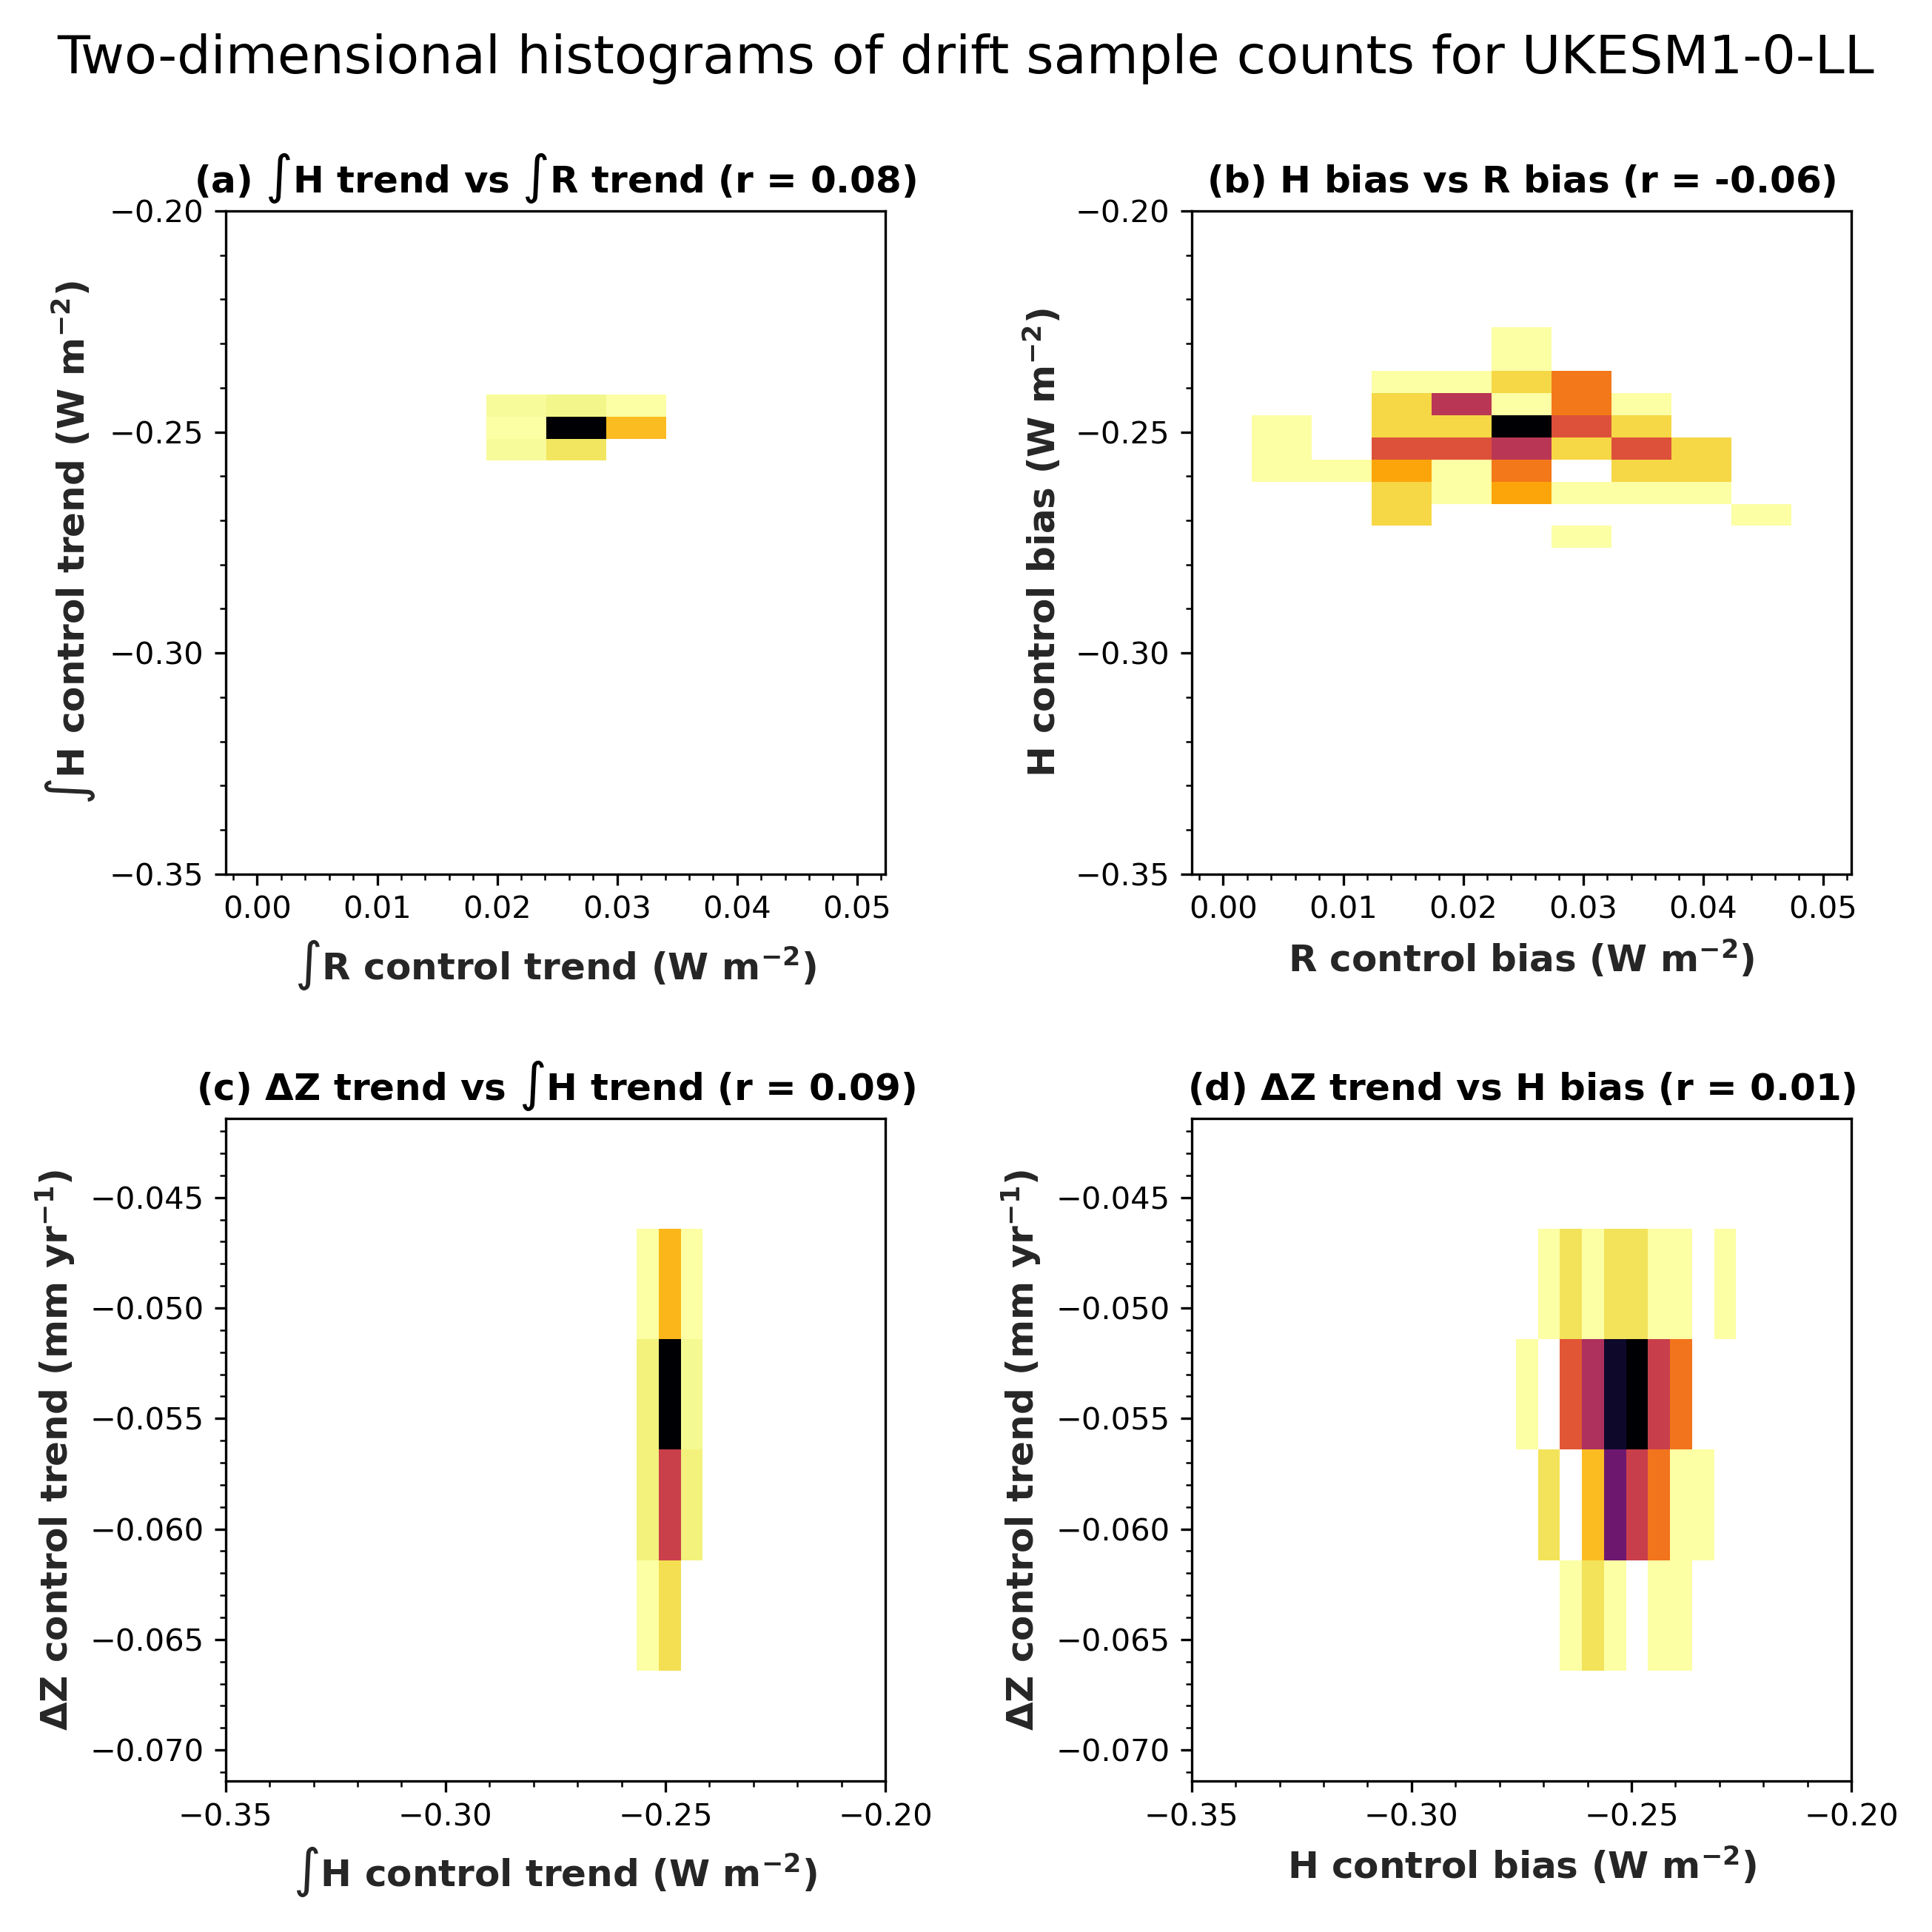 Two-dimensional histograms of drift sample counts for UKESM1-0-LL
(a) ∫H trend vs ∫R trend (r = 0.08)
∫H control trend (W m⁻²)
−0.20
−0.25
−0.30
−0.35
0.00 0.01 0.02 0.03 0.04 0.05
∫R control trend (W m⁻²)
(b) H bias vs R bias (r = -0.06)
H control bias (W m⁻²)
−0.20
−0.25
−0.30
−0.35
0.00 0.01 0.02 0.03 0.04 0.05
R control bias (W m⁻²)
(c) ΔZ trend vs ∫H trend (r = 0.09)
ΔZ control trend (mm yr⁻¹)
−0.045
−0.050
−0.055
−0.060
−0.065
−0.070
−0.35 −0.30 −0.25 −0.20
∫H control trend (W m⁻²)
(d) ΔZ trend vs H bias (r = 0.01)
ΔZ control trend (mm yr⁻¹)
−0.045
−0.050
−0.055
−0.060
−0.065
−0.070
−0.35 −0.30 −0.25 −0.20
H control bias (W m⁻²)